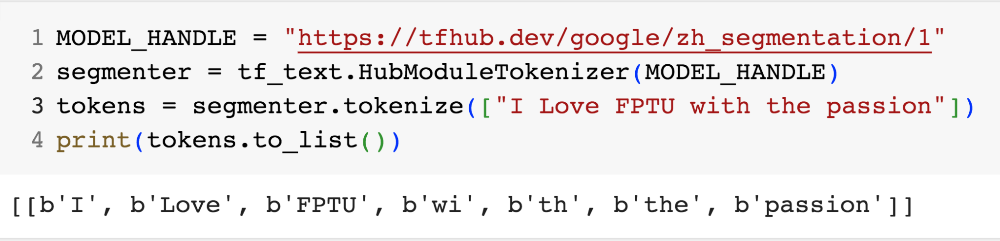 1 MODEL_HANDLE = "https://tfhub.dev/google/zh_segmentation/1"
2 segmenter = tf_text.HubModuleTokenizer(MODEL_HANDLE)
3 tokens = segmenter.tokenize(["I Love FPTU with the passion"])
4 print(tokens.to_list())
[[b'I', b'Love', b'FPTU', b'wi', b'th', b'the', b'passion']]